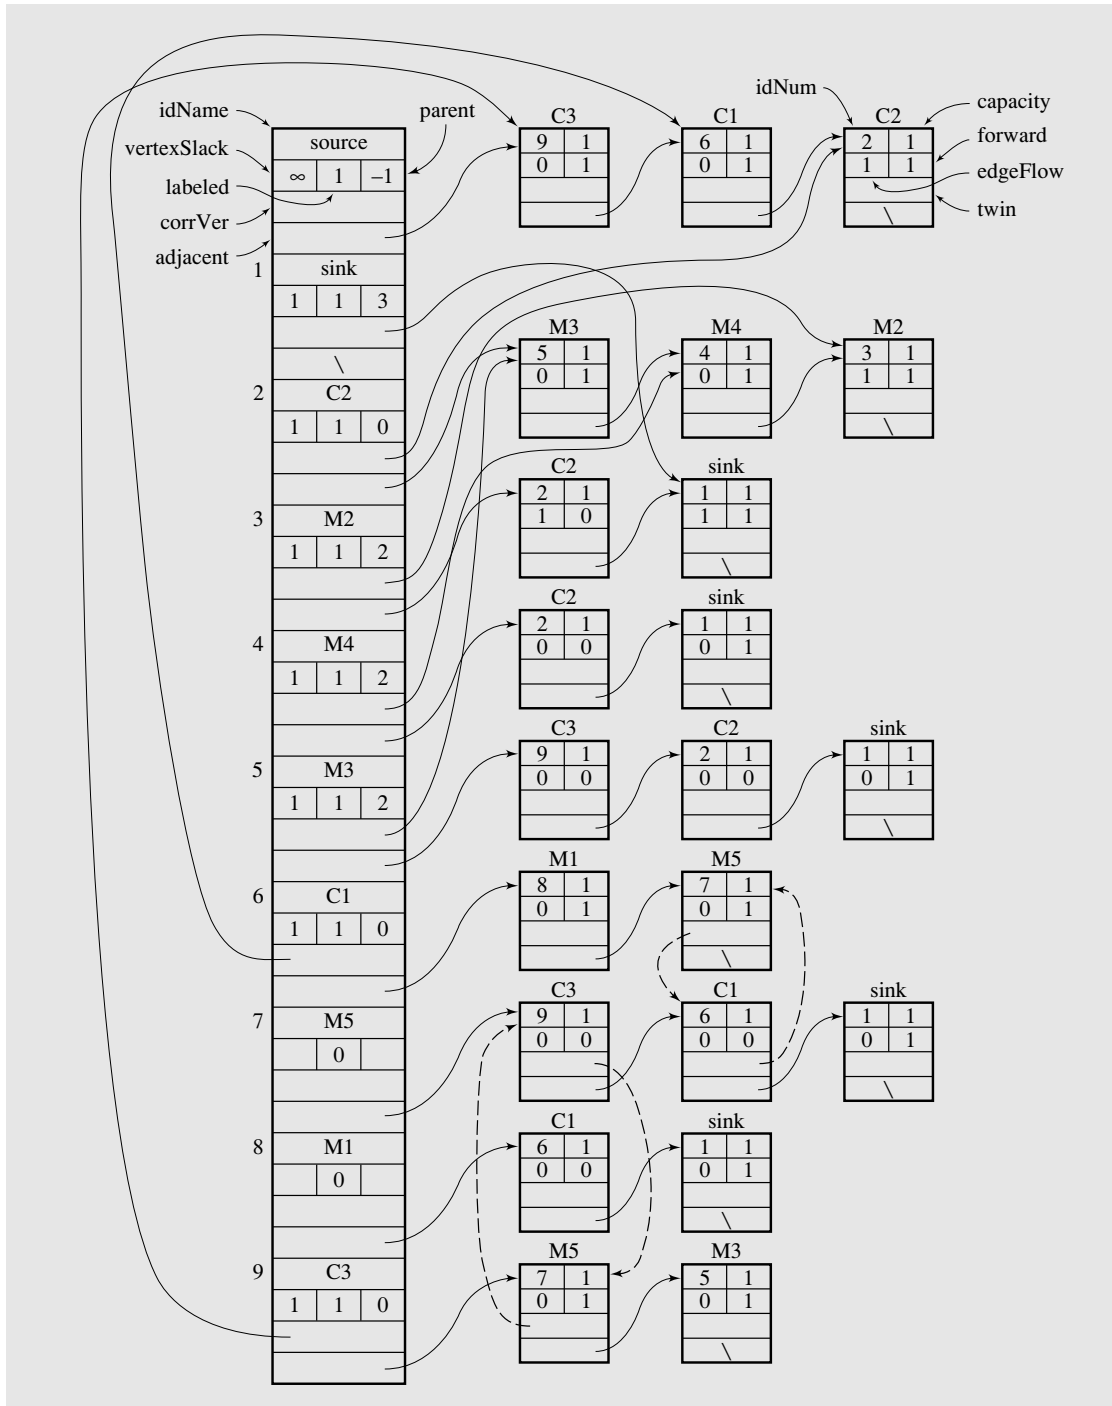 idNum
C3 C1 C2 capacity
idName parent
source 9 1 6 1 2 1 forward
vertexSlack 0 1 0 1 1 1
∞ 1 –1 edgeFlow
labeled
corrVer \ twin
adjacent
1 sink
1 1 3
M3 M4 M2
\ 5 1 4 1 3 1
0 1 0 1 1 1
2 C2
1 1 0 \
C2 sink
2 1 1 1
3 M2 1 0 1 1
1 1 2
\
C2 sink
2 1 1 1
4 M4 0 0 0 1
1 1 2
\
C3 C2 sink
9 1 2 1 1 1
5 M3 0 0 0 0 0 1
1 1 2
\
M1 M5
8 1 7 1
6 C1 0 1 0 1
1 1 0
\
C3 C1 sink
7 M5 9 1 6 1 1 1
0 0 0 0 0 1
0
\
C1 sink
8 M1 6 1 1 1
0 0 0 1
0
\
M5 M3
9 C3 7 1 5 1
1 1 0 0 1 0 1
\